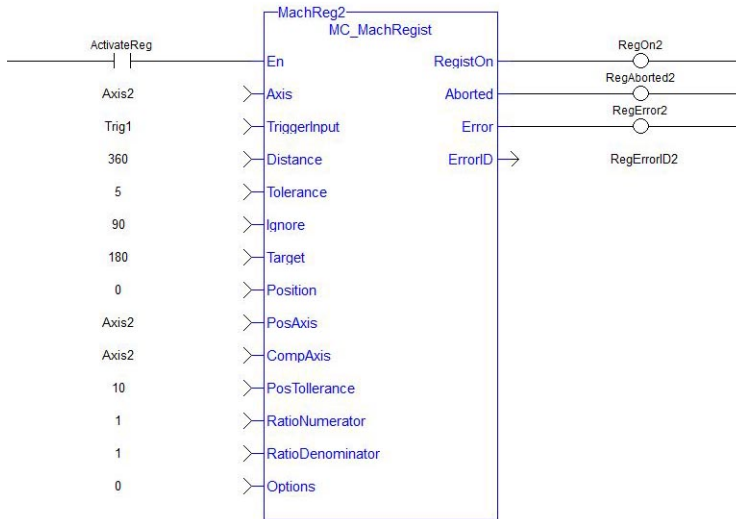 MachReg2
MC_MachRegist
ActivateReg En RegistOn RegOn2
Axis2 Axis Aborted RegAborted2
Trig1 TriggerInput Error RegError2
360 Distance ErrorID RegErrorID2
5 Tolerance
90 Ignore
180 Target
0 Position
Axis2 PosAxis
Axis2 CompAxis
10 PosTollerance
1 RatioNumerator
1 RatioDenominator
0 Options